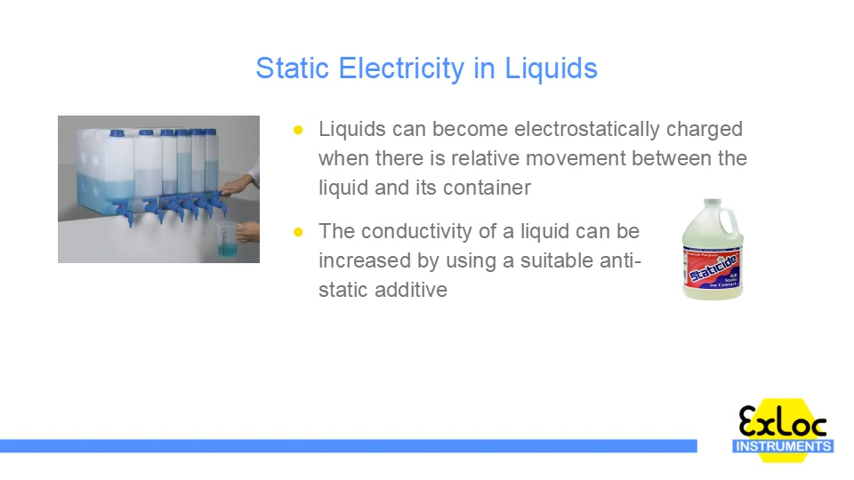 Static Electricity in Liquids
Liquids can become electrostatically charged
when there is relative movement between the
liquid and its container
The conductivity of a liquid can be
increased by using a suitable anti-
static additive
Staticide
ExLoc
INSTRUMENTS